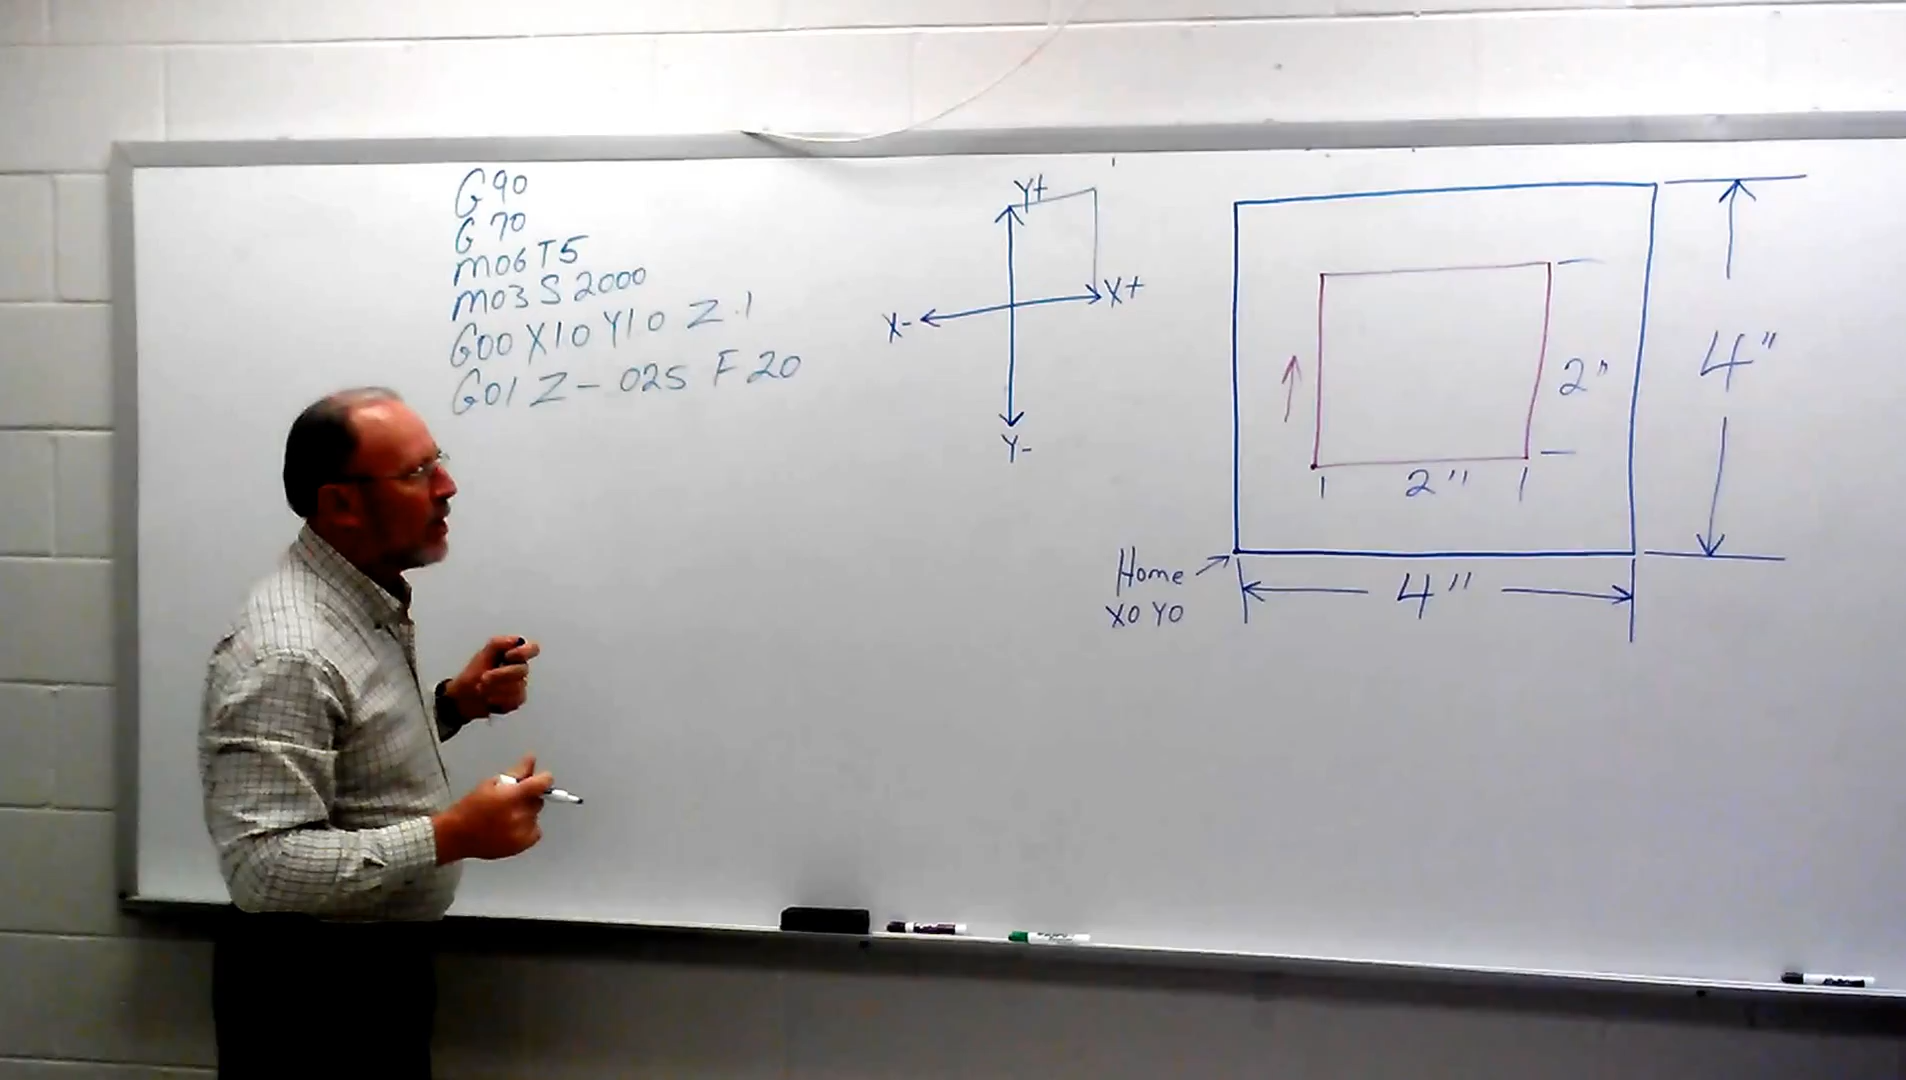 G90
G70
M06 T5
M03 S2000
G00 X10 Y10 Z.1
G01 Z-.025 F20
Y+
X+
X-
Y-
2"
4"
2"
Home
X0 Y0
4"